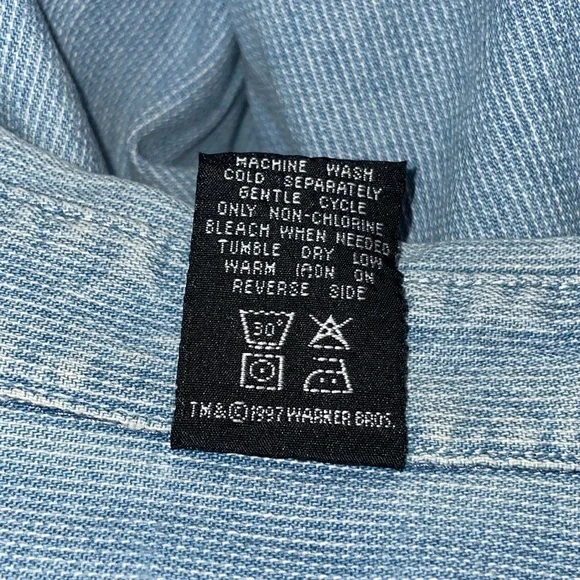 MACHINE WASH
COLD SEPARATELY
GENTLE CYCLE
ONLY NON-CHLORINE
BLEACH WHEN NEEDED
TUMBLE DRY LOW
WARM IRON ON
REVERSE SIDE
30°
TM&©1997 WARNER BROS.